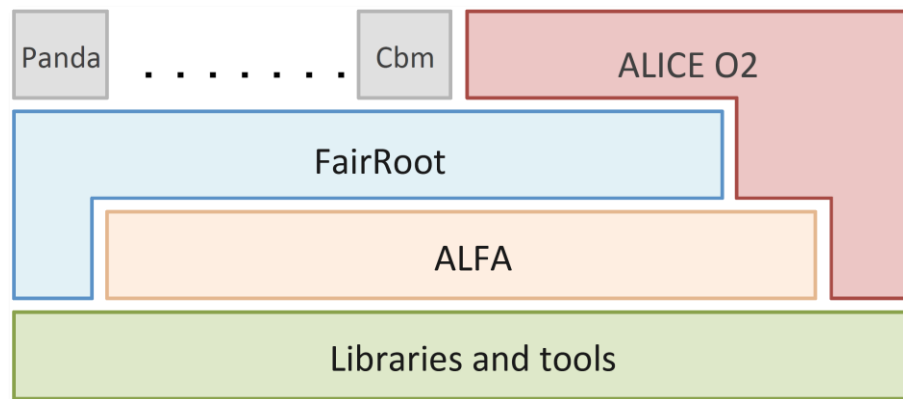 Panda . . . . . . . Cbm ALICE O2
FairRoot
ALFA
Libraries and tools